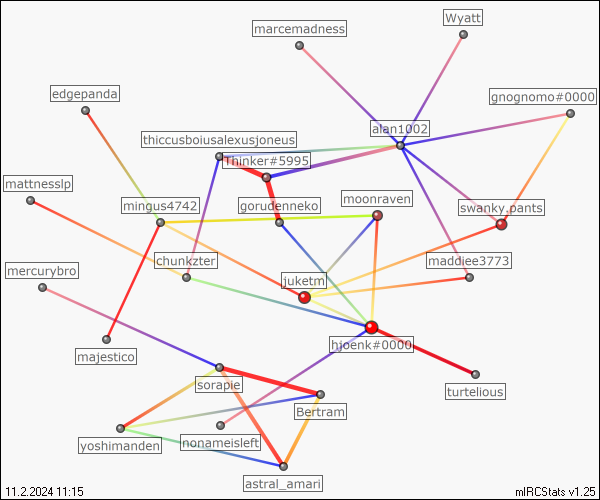 Wyatt
marcemadness
edgepanda
gnognomo#0000
alan1002
thiccusboiusalexusjoneus
Thinker#5995
mattnesslp
moonraven
mingus4742
gorudenneko
swanky.pants
chunkzter
maddiee3773
mercurybro
juketm
hjoenk#0000
majestico
sorapie
turtelious
Bertram
yoshimanden
nonameisleft
astral_amari
11.2.2024 11:15
mIRCStats v1.25